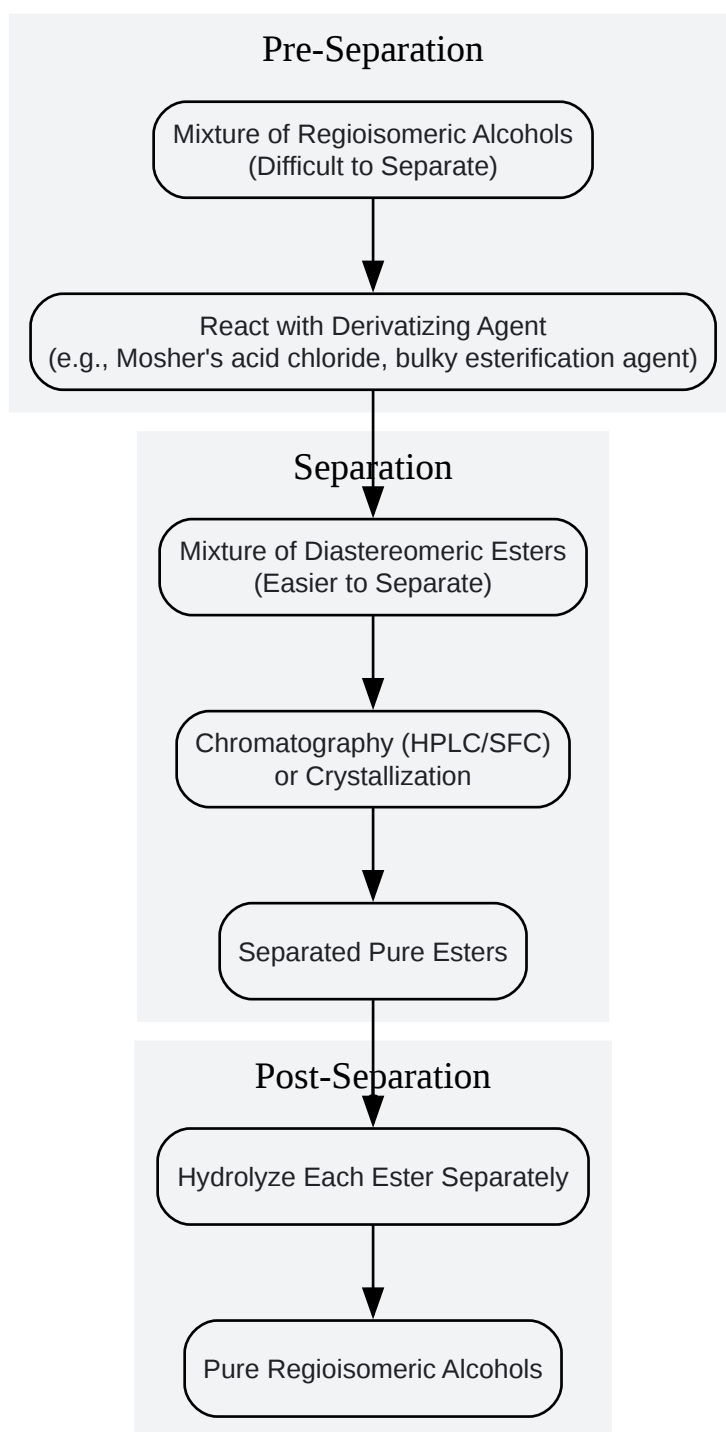 Pre-Separation
Mixture of Regioisomeric Alcohols
(Difficult to Separate)
React with Derivatizing Agent
(e.g., Mosher's acid chloride, bulky esterification agent)
Separation
Mixture of Diastereomeric Esters
(Easier to Separate)
Chromatography (HPLC/SFC)
or Crystallization
Separated Pure Esters
Post-Separation
Hydrolyze Each Ester Separately
Pure Regioisomeric Alcohols